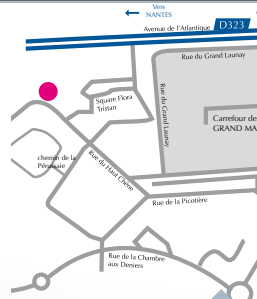 Vers
NANTES
Avenue de l'Atlantique
D323
Rue du Grand Launay
Rue du Grand Launay
Square Flora
Tristan
Carrefour de
GRAND MA
chemin de la
Pérussaie
Rue du Haut Chêne
Rue de la Picotière
Rue de la Chambre
aux Deniers